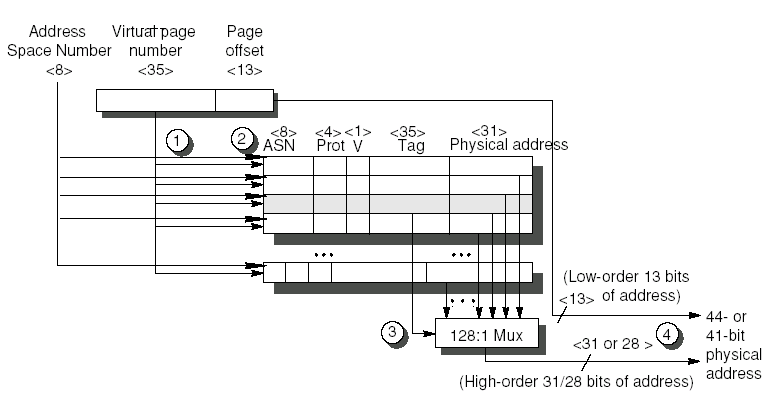 Address
Space Number
<8>
Virtual-page
number
<35>
Page
offset
<13>
1
2
<8>
ASN
<4>
Prot
<1>
V
<35>
Tag
<31>
Physical address
...
...
...
(Low-order 13 bits
of address)
<13>
3
128:1 Mux
<31 or 28 >
4
44- or
41-bit
physical
address
(High-order 31/28 bits of address)